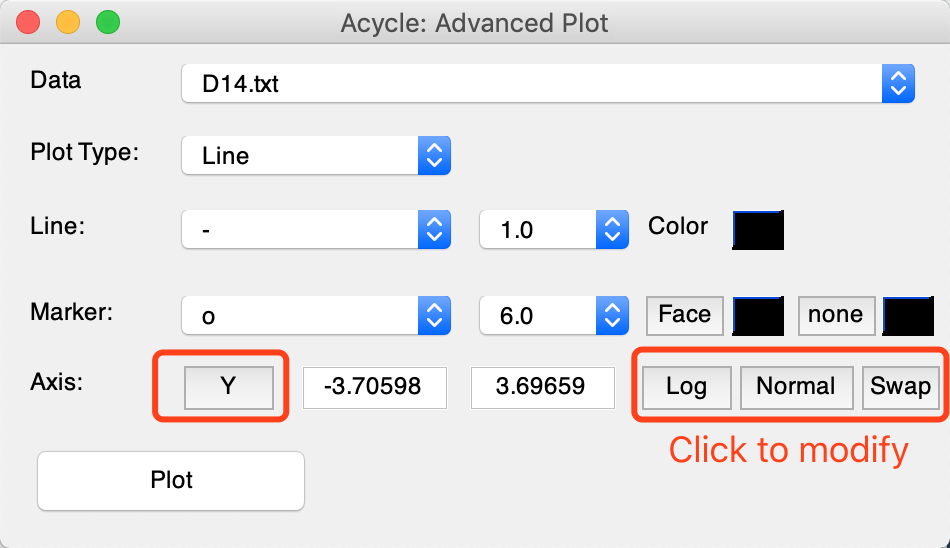 Acycle: Advanced Plot
Data D14.txt
Plot Type: Line
Line: - 1.0 Color
Marker: o 6.0 Face none
Axis: Y -3.70598 3.69659 Log Normal Swap
Click to modify
Plot